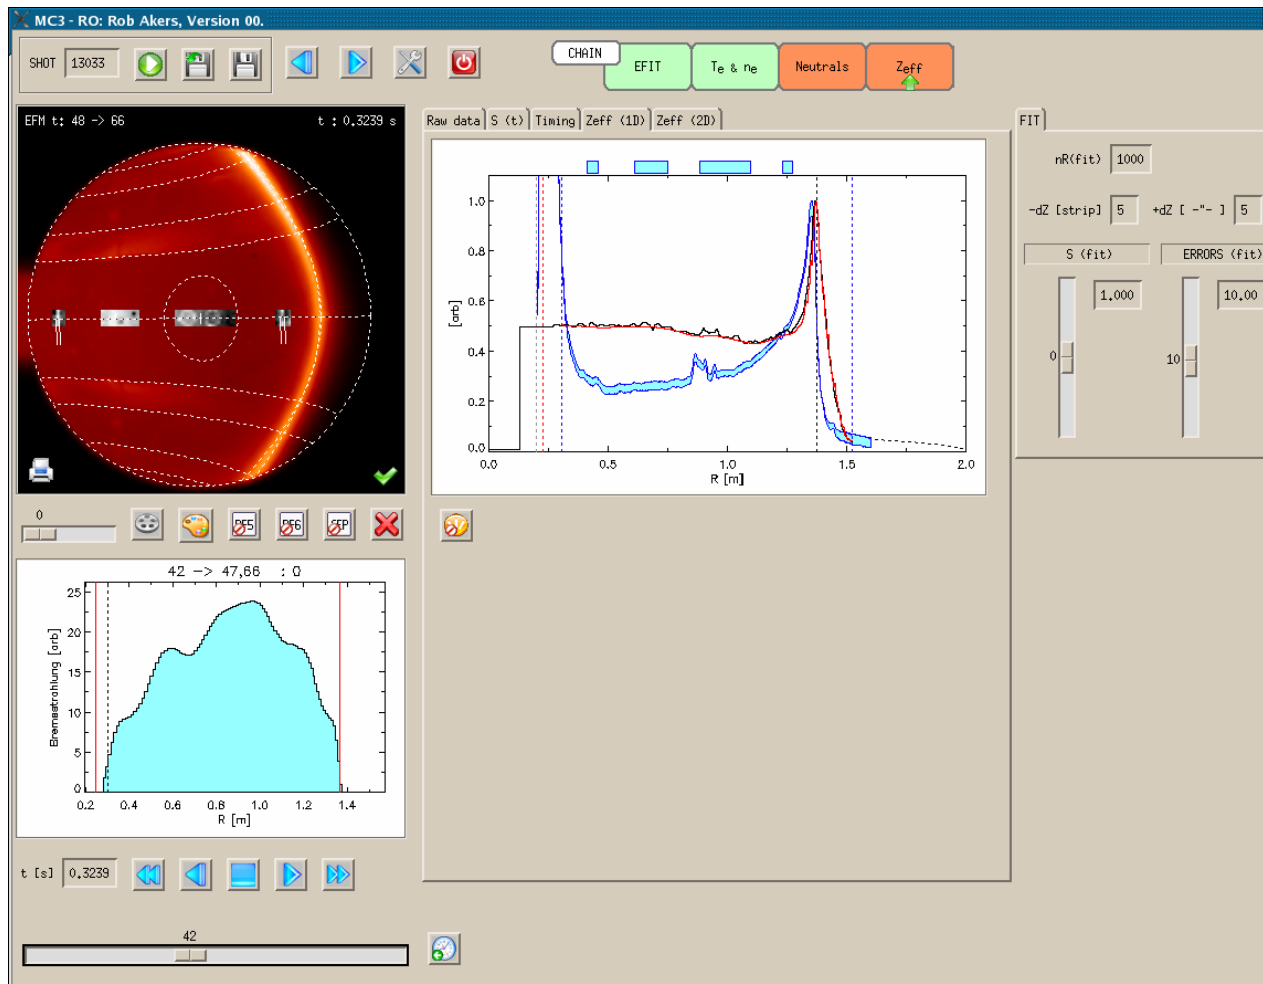 MC3 - RO: Rob Akers, Version 00.
SHOT 13033
CHAIN EFIT Te & ne Neutrals Zeff
EFM t: 48 -> 66 t : 0.3239 s
Raw data S (t) Timing Zeff (1D) Zeff (2D)
FIT
nR(fit) 1000
-dZ [strip] 5 +dZ [ -"- ] 5
S (fit) ERRORS (fit)
1.000 10.00
0 10
1.0
0.8
0.6
0.4
0.2
0.0
[arb]
0.0 0.5 1.0 1.5 2.0
R [m]
0
PF5 PF6 SFP
42 -> 47,66 : 0
25
20
15
10
5
0
Bremsstrahlung [arb]
0.2 0.4 0.6 0.8 1.0 1.2 1.4
R [m]
t [s] 0.3239
42